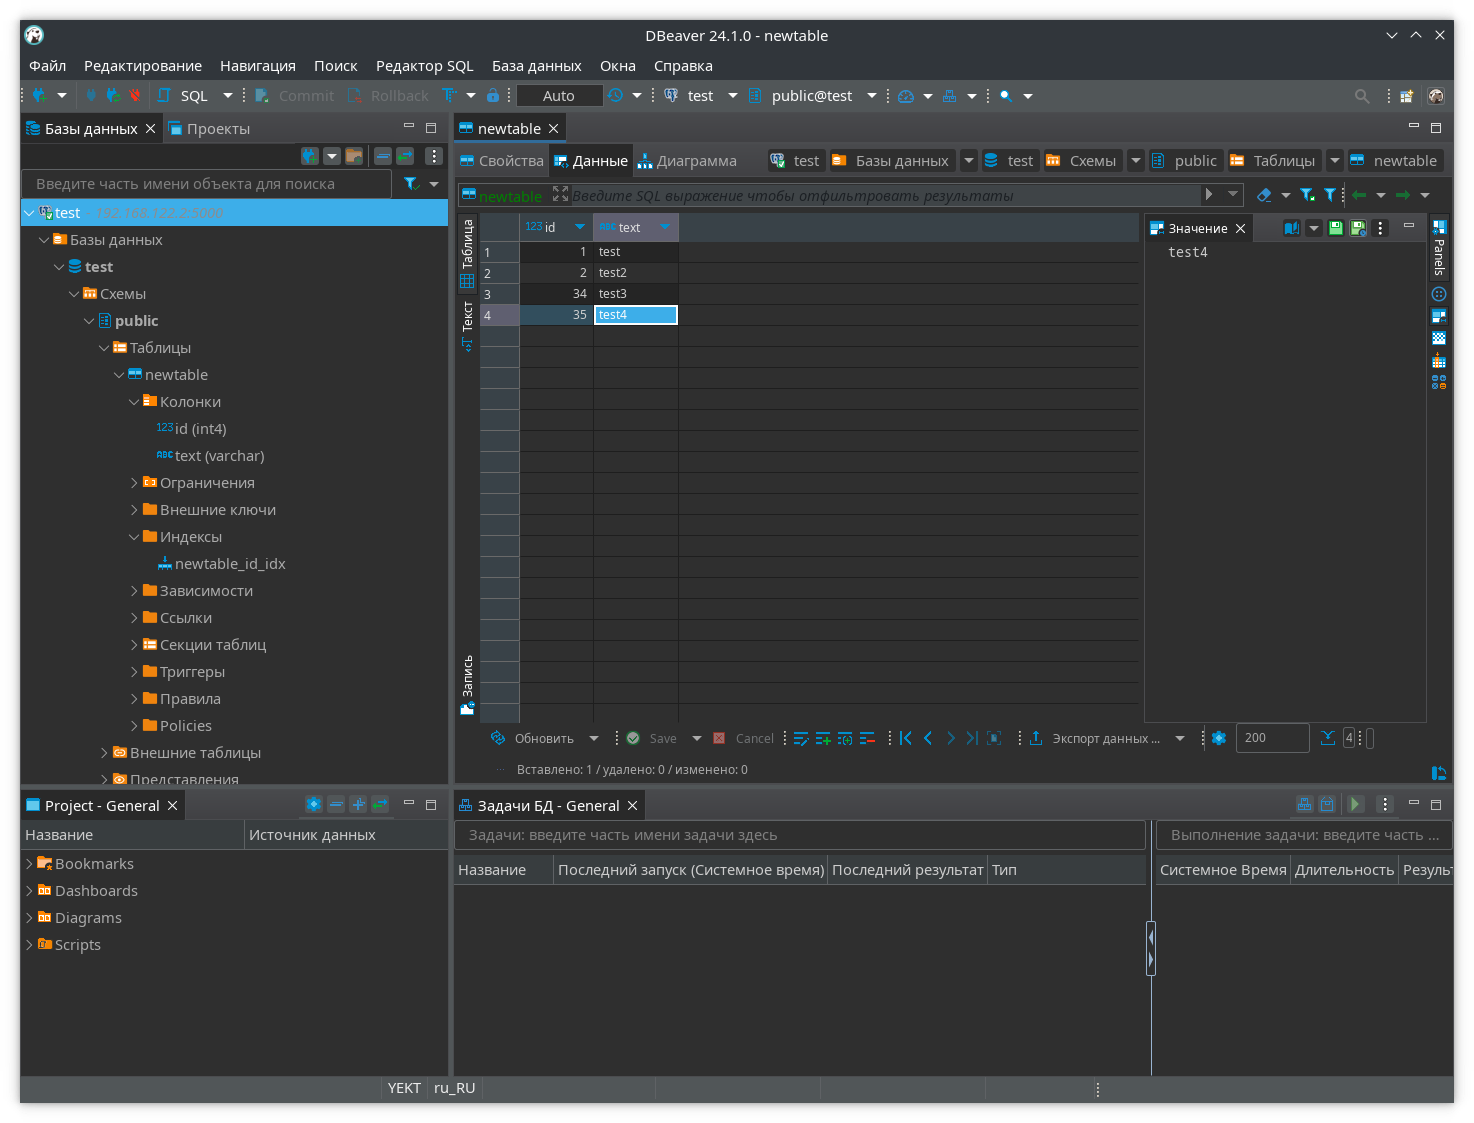 DBeaver 24.1.0 - newtable
Файл Редактирование Навигация Поиск Редактор SQL База данных Окна Справка
SQL Commit Rollback Auto test public@test
Базы данных Проекты
Введите часть имени объекта для поиска
test 192.168.122.2:5000
Базы данных
test
Схемы
public
Таблицы
newtable
Колонки
123 id (int4)
ABC text (varchar)
Ограничения
Внешние ключи
Индексы
newtable_id_idx
Зависимости
Ссылки
Секции таблиц
Триггеры
Правила
Policies
Внешние таблицы
Представления
newtable
Свойства Данные Диаграмма test Базы данных test Схемы public Таблицы newtable
newtable Введите SQL выражение чтобы отфильтровать результаты
Таблица
Текст
Запись
123 id ABC text
1 1 test
2 2 test2
3 34 test3
4 35 test4
Значение
test4
Panels
Обновить Save Cancel Экспорт данных ... 200 4
Вставлено: 1 / удалено: 0 / изменено: 0
Project - General
Название Источник данных
Bookmarks
Dashboards
Diagrams
Scripts
Задачи БД - General
Задачи: введите часть имени задачи здесь
Выполнение задачи: введите часть ...
Название Последний запуск (Системное время) Последний результат Тип
Системное Время Длительность Резуль
YEKT ru_RU